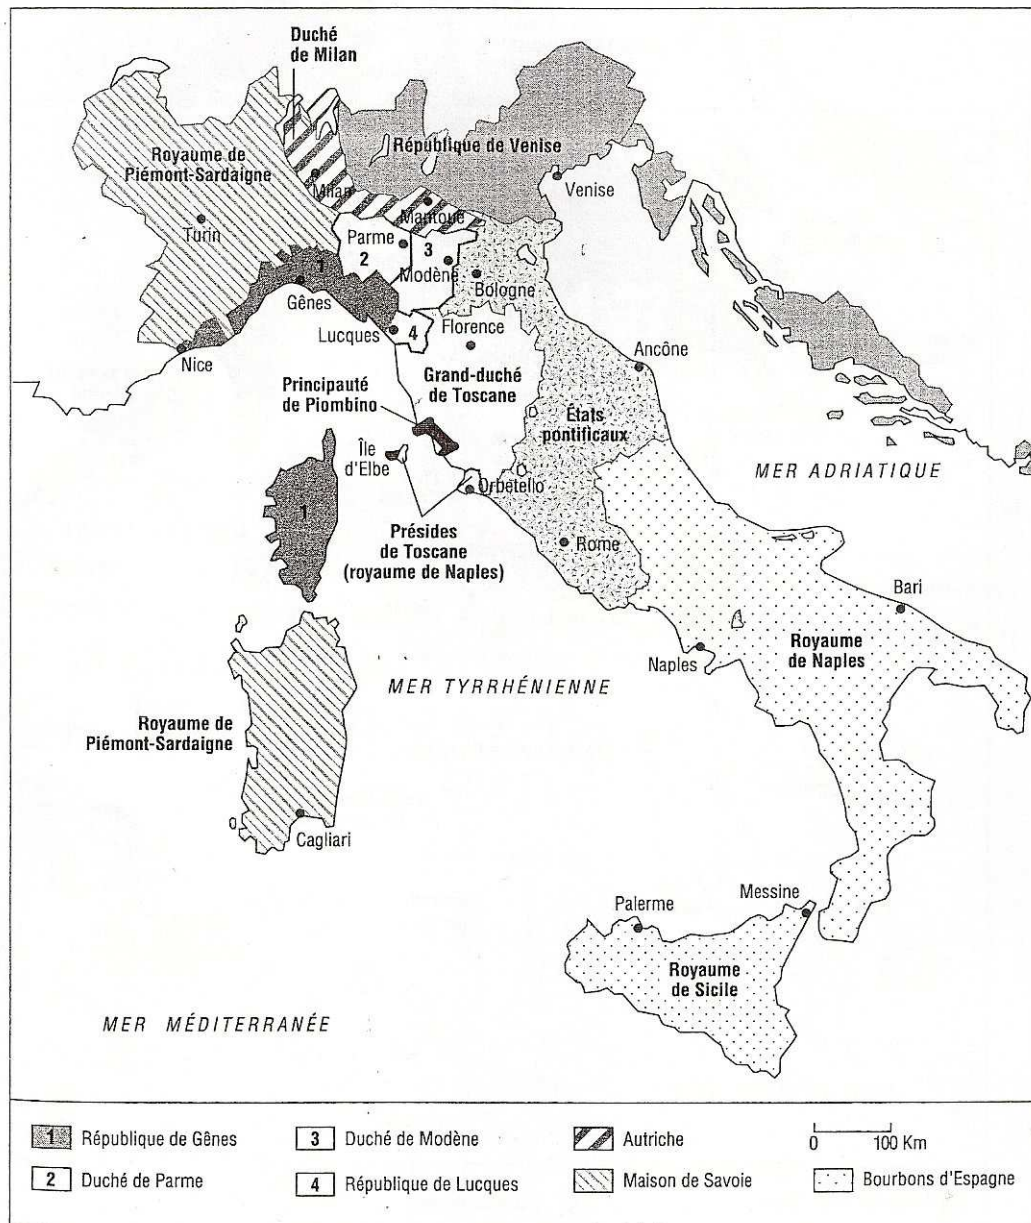 Duché
de Milan
République de Venise
Royaume de
Piémont-Sardaigne
Milan
Venise
Mantoue
Turin
Parme
2
3
1
Modène
Bologne
Gênes
Lucques
4
Florence
Nice
Ancône
Grand-duché
de Toscane
Principauté
de Piombino
États
pontificaux
Île
d'Elbe
MER ADRIATIQUE
Orbetello
1
Présides
de Toscane
(royaume de Naples)
Rome
Bari
Naples
Royaume
de Naples
MER TYRRHÉNIENNE
Royaume de
Piémont-Sardaigne
Cagliari
Palerme
Messine
Royaume
de Sicile
MER MÉDITERRANÉE
1 République de Gênes
3 Duché de Modène
Autriche
0 100 Km
2 Duché de Parme
4 République de Lucques
Maison de Savoie
Bourbons d'Espagne